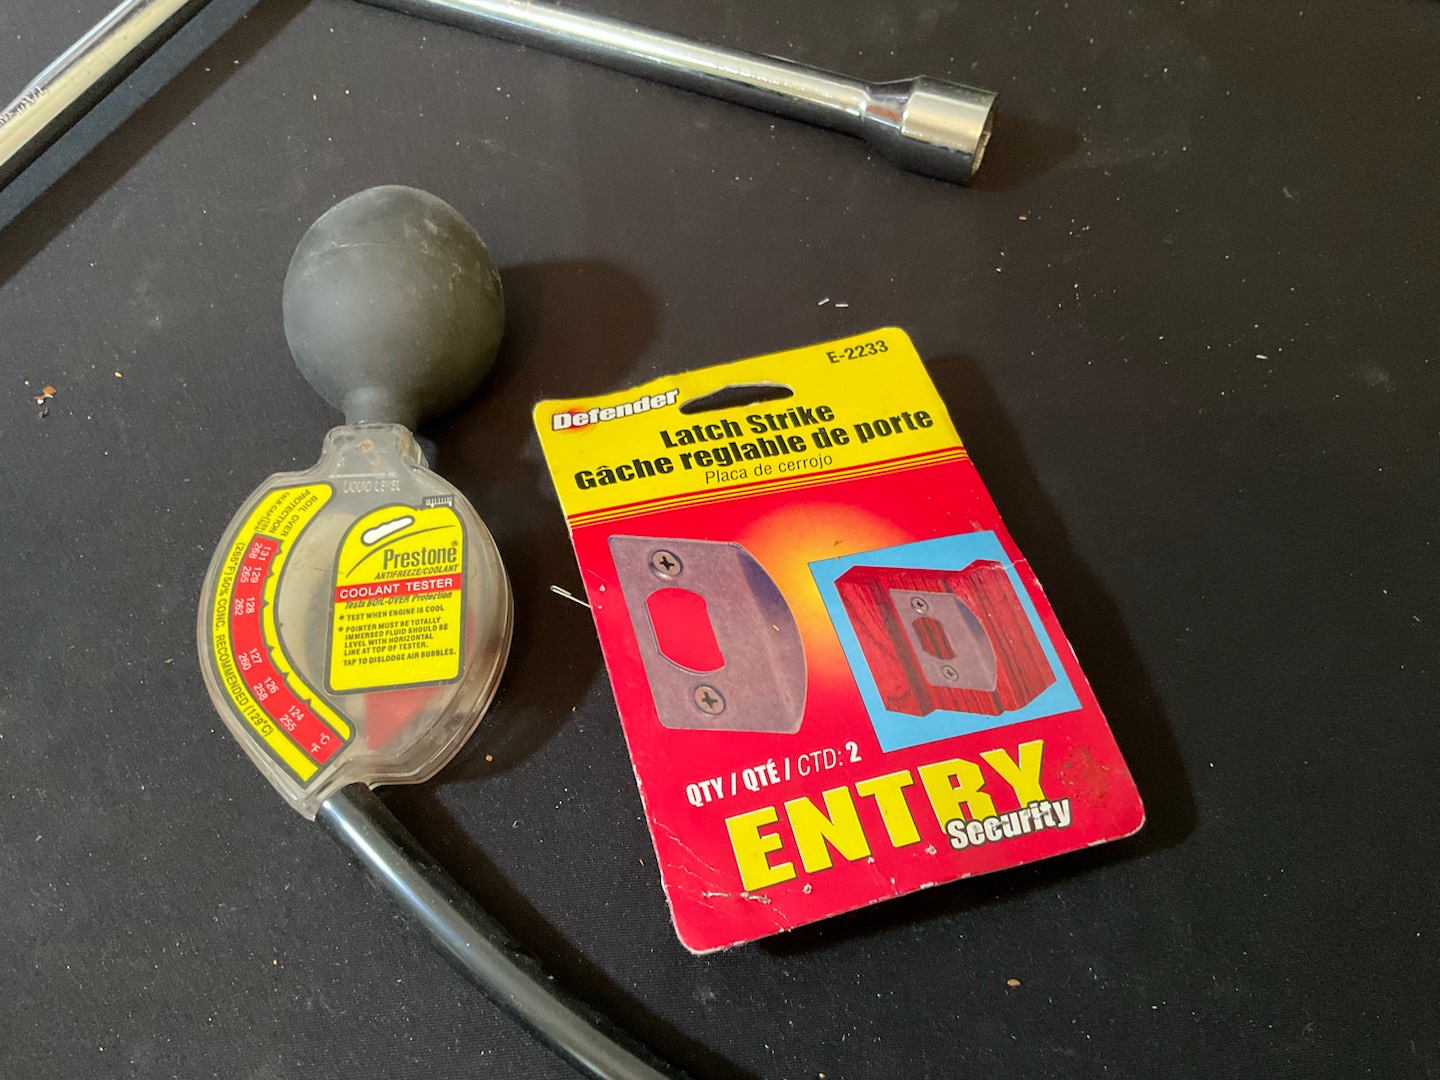 LIQUID LEVEL
BOIL OVER
PROTECTION
(265°F) 50% CONC. RECOMMENDED (129°C)
131 129 128 127 126 124 °C
268 265 262 260 258 255 °F
Prestone®
ANTIFREEZE/COOLANT
COOLANT TESTER
Tests BOIL-OVER Protection
• TEST WHEN ENGINE IS COOL
• POINTER MUST BE TOTALLY
IMMERSED FLUID SHOULD BE
LEVEL WITH HORIZONTAL
LINE AT TOP OF TESTER.
TAP TO DISLODGE AIR BUBBLES.
E-2233
Defender
Latch Strike
Gâche reglable de porte
Placa de cerrojo
QTY / QTÉ / CTD: 2
ENTRY
Security